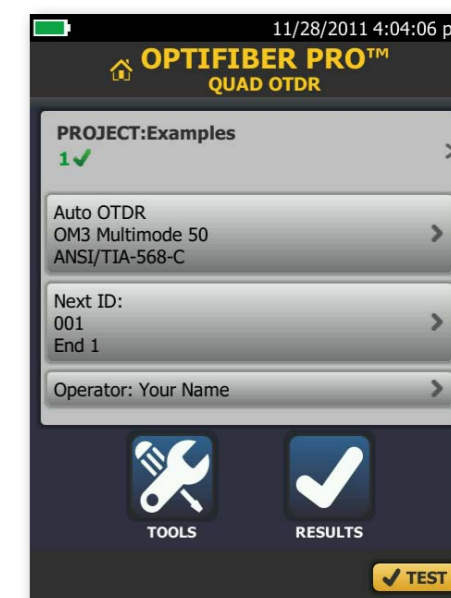 11/28/2011 4:04:06 p
OPTIFIBER PRO™
QUAD OTDR
PROJECT:Examples
1✓
Auto OTDR
OM3 Multimode 50
ANSI/TIA-568-C
Next ID:
001
End 1
Operator: Your Name
TOOLS RESULTS
TEST